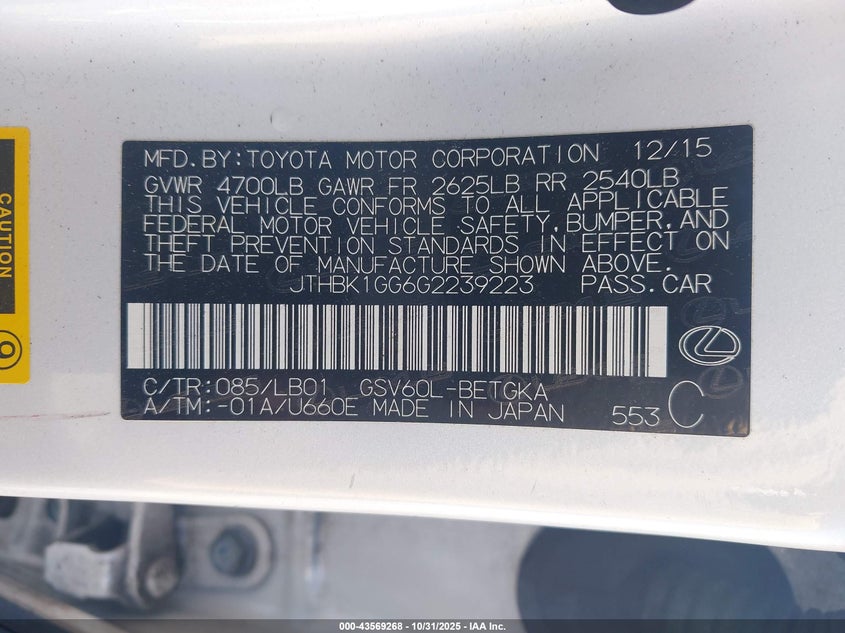 MFD.BY:TOYOTA MOTOR CORPORATION 12/15
GVWR 4700LB GAWR FR 2625LB RR 2540LB
THIS VEHICLE CONFORMS TO ALL APPLICABLE
FEDERAL MOTOR VEHICLE SAFETY, BUMPER, AND
THEFT PREVENTION STANDARDS IN EFFECT ON
THE DATE OF MANUFACTURE SHOWN ABOVE.
JTHBK1GG6G2239223 PASS.CAR
C/TR:085/LB01 GSV60L-BETGKA
A/TM:-01A/U660E MADE IN JAPAN 553 C
CAUTION
000-43569268 - 10/31/2025 - IAA Inc.